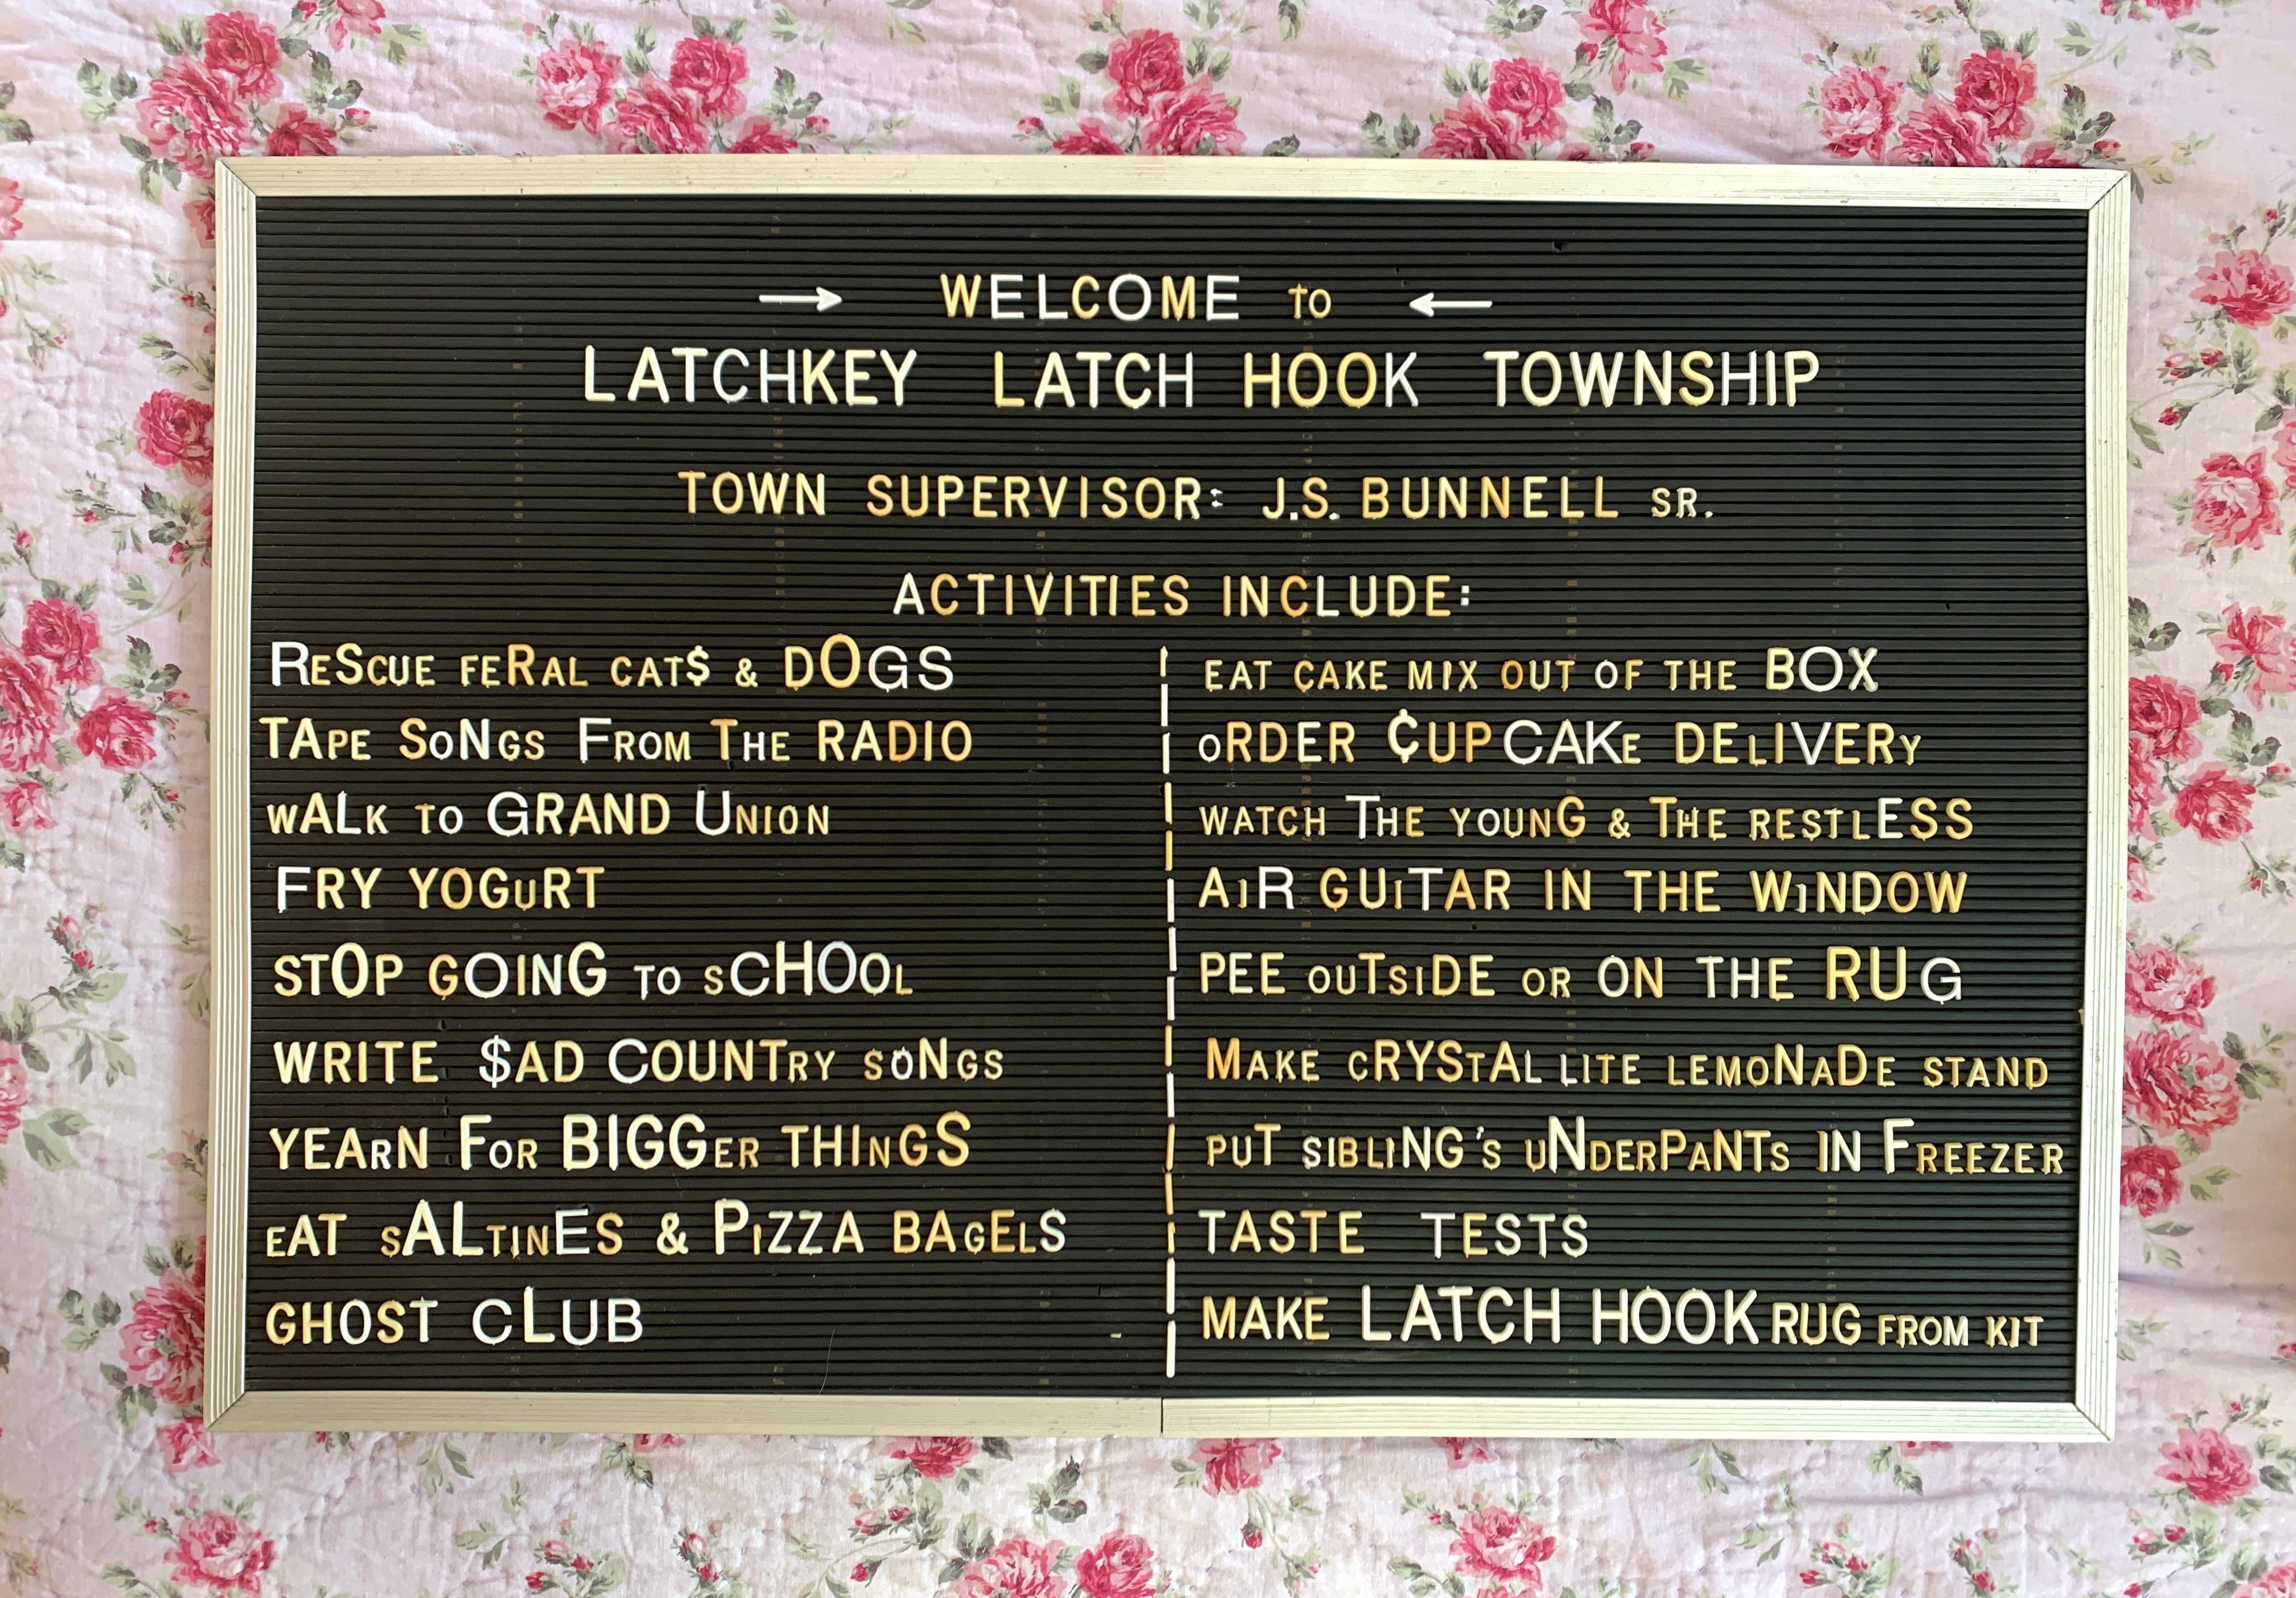 → WELCOME TO ←
LATCHKEY LATCH HOOK TOWNSHIP
TOWN SUPERVISOR: J.S. BUNNELL SR.
ACTIVITIES INCLUDE:
RESCUE FERAL CAT$ & DOGS
TAPE SONGS FROM THE RADIO
WALK TO GRAND UNION
FRY YOGURT
STOP GOING TO SCHOOL
WRITE $AD COUNTRY SONGS
YEARN FOR BIGGER THINGS
EAT SALTINES & PIZZA BAGELS
GHOST CLUB
EAT CAKE MIX OUT OF THE BOX
ORDER ¢UPCAKE DELIVERY
WATCH THE YOUNG & THE RESTLESS
AIR GUITAR IN THE WINDOW
PEE OUTSIDE OR ON THE RUG
MAKE CRYSTAL LITE LEMONADE STAND
PUT SIBLING'S UNDERPANTS IN FREEZER
TASTE TESTS
MAKE LATCH HOOK RUG FROM KIT